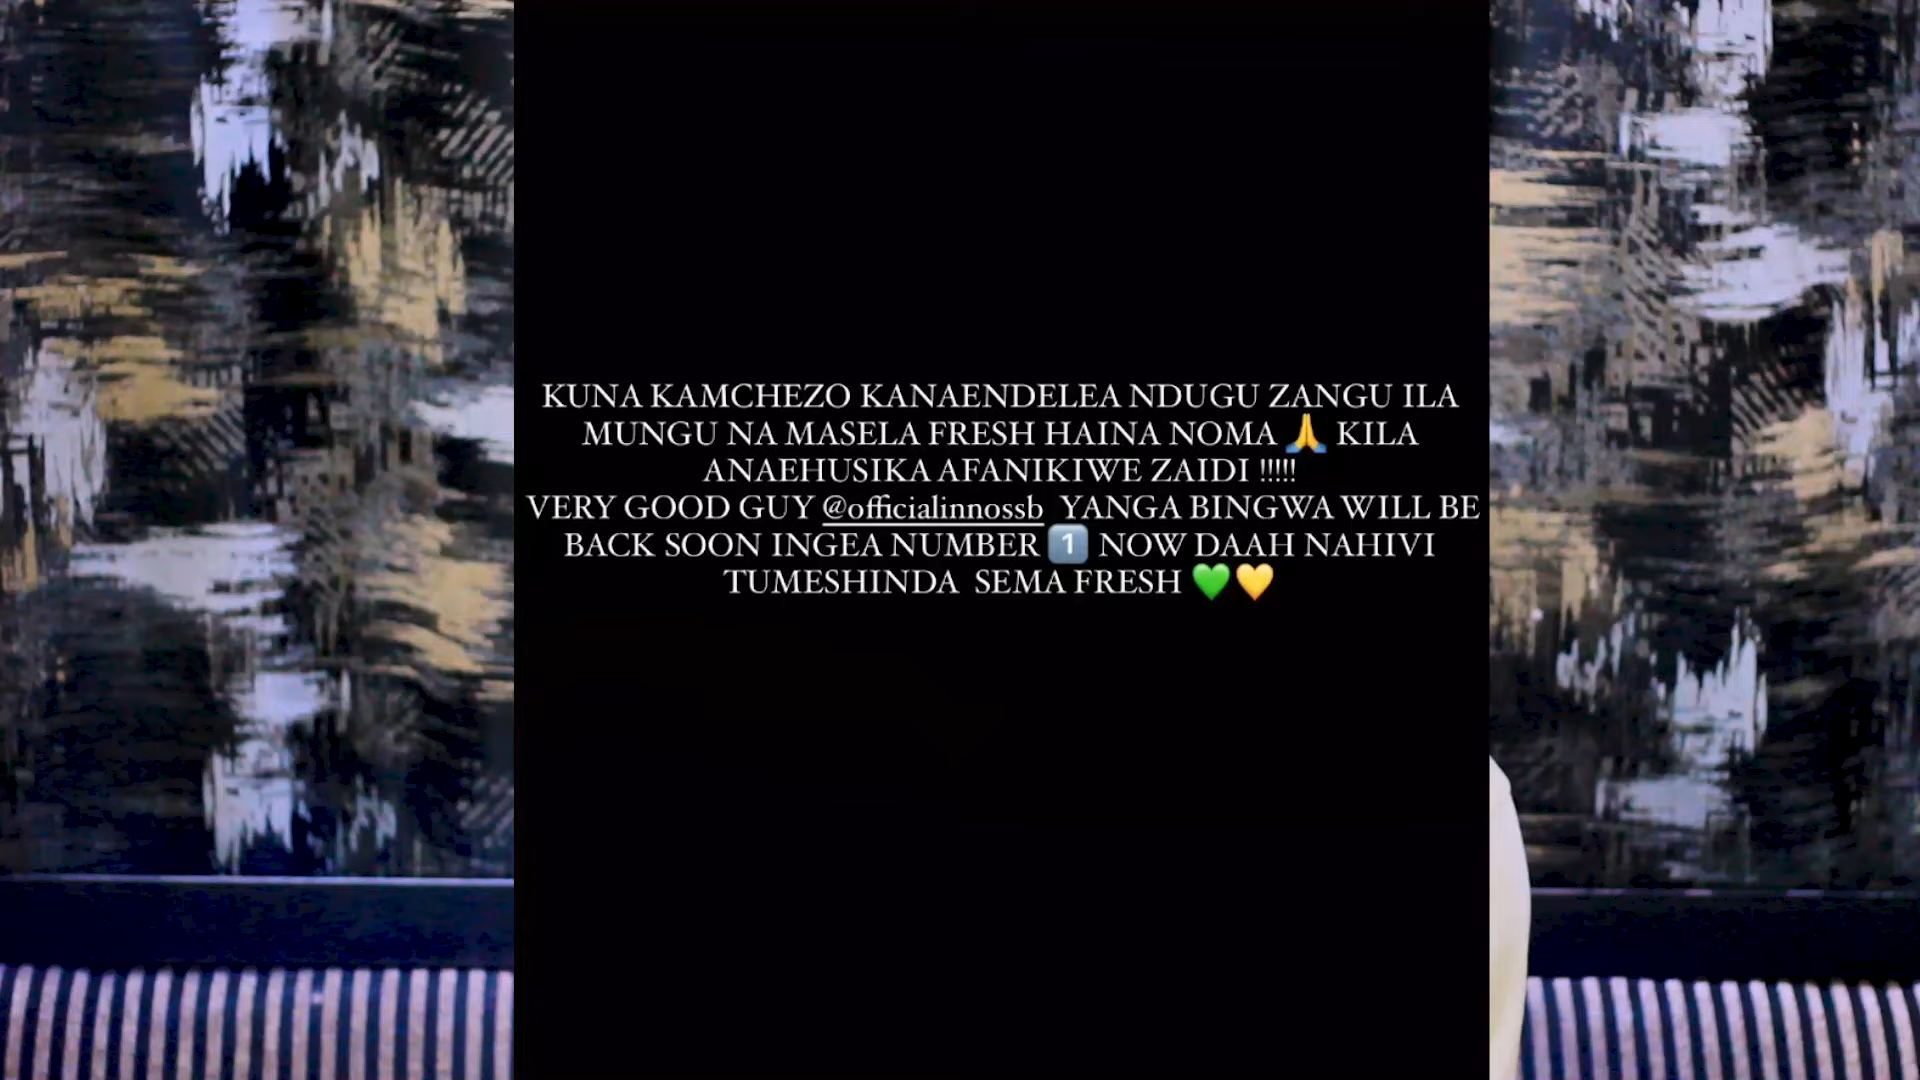 KUNA KAMCHEZO KANAENDELEA NDUGU ZANGU ILA
MUNGU NA MASELA FRESH HAINA NOMA 🙏 KILA
ANAEHUSIKA AFANIKIWE ZAIDI !!!!!
VERY GOOD GUY @officialinnossb YANGA BINGWA WILL BE
BACK SOON INGEA NUMBER 1️⃣ NOW DAAH NAHIVI
TUMESHINDA SEMA FRESH 💚💛